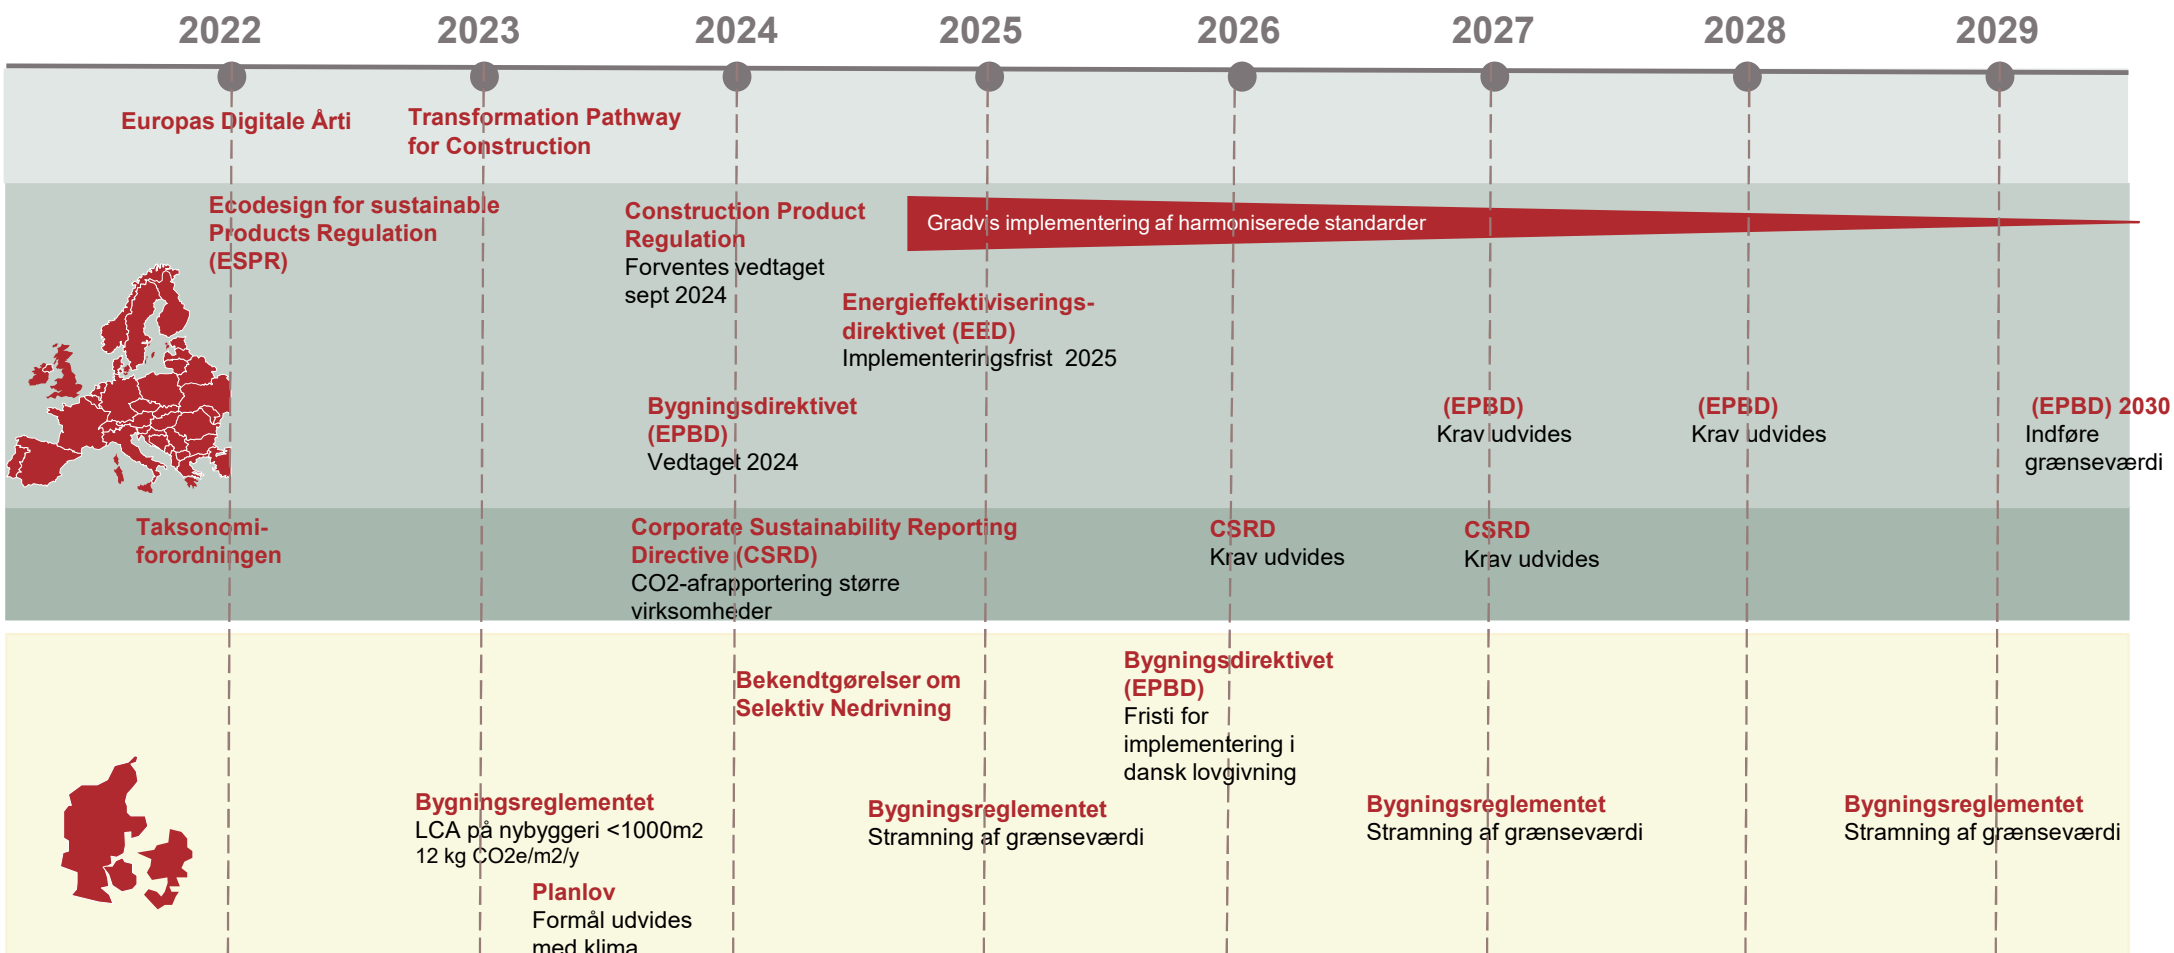 2022 2023 2024 2025 2026 2027 2028 2029
Europas Digitale Årti
Transformation Pathway
for Construction
Ecodesign for sustainable
Products Regulation
(ESPR)
Construction Product
Regulation
Forventes vedtaget
sept 2024
Gradvis implementering af harmoniserede standarder
Energieffektiviserings-
direktivet (EED)
Implementeringsfrist 2025
Bygningsdirektivet
(EPBD)
Vedtaget 2024
(EPBD)
Krav udvides
(EPBD)
Krav udvides
(EPBD) 2030
Indføre
grænseværdi
Taksonomi-
forordningen
Corporate Sustainability Reporting
Directive (CSRD)
CO2-afrapportering større
virksomheder
CSRD
Krav udvides
CSRD
Krav udvides
Bekendtgørelser om
Selektiv Nedrivning
Bygningsdirektivet
(EPBD)
Fristi for
implementering i
dansk lovgivning
Bygningsreglementet
LCA på nybyggeri <1000m2
12 kg CO2e/m2/y
Bygningsreglementet
Stramning af grænseværdi
Bygningsreglementet
Stramning af grænseværdi
Bygningsreglementet
Stramning af grænseværdi
Planlov
Formål udvides
med klima